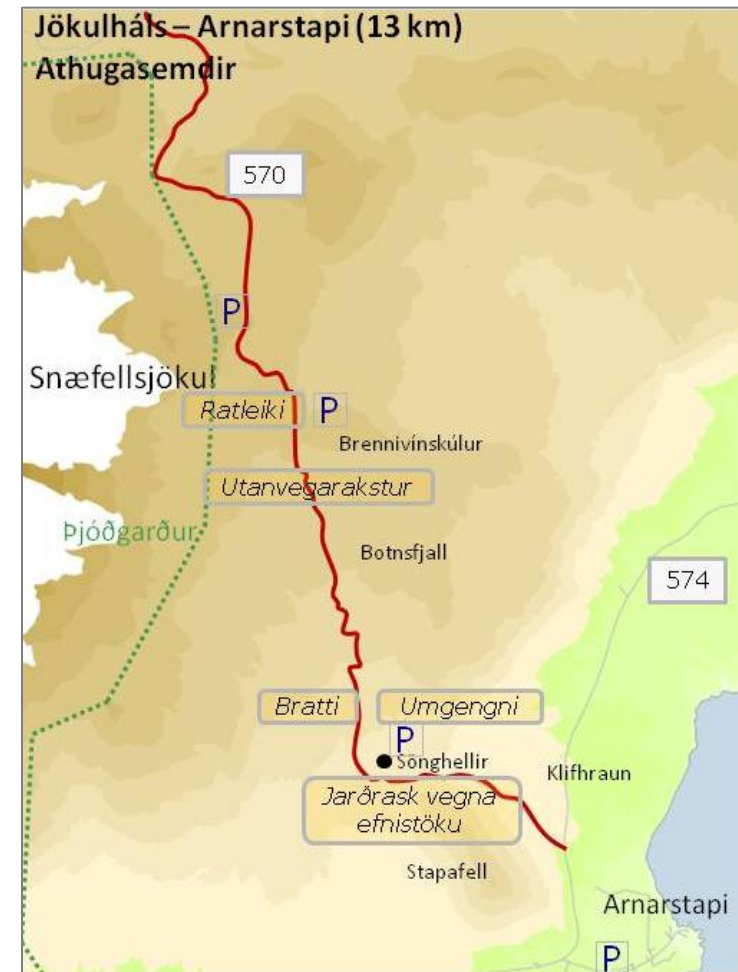 Jökulháls – Arnarstapi (13 km)
Athugasemdir
570
P
Snæfellsjökul
Ratleiki
P
Brennivínskúlur
Utanvegarakstur
Þjóðgarður
Botnsfjall
574
Bratti
Umgengni
P
Sönghellir
Klifhraun
Jarðrask vegna
efnistöku
Stapafell
Arnarstapi
P